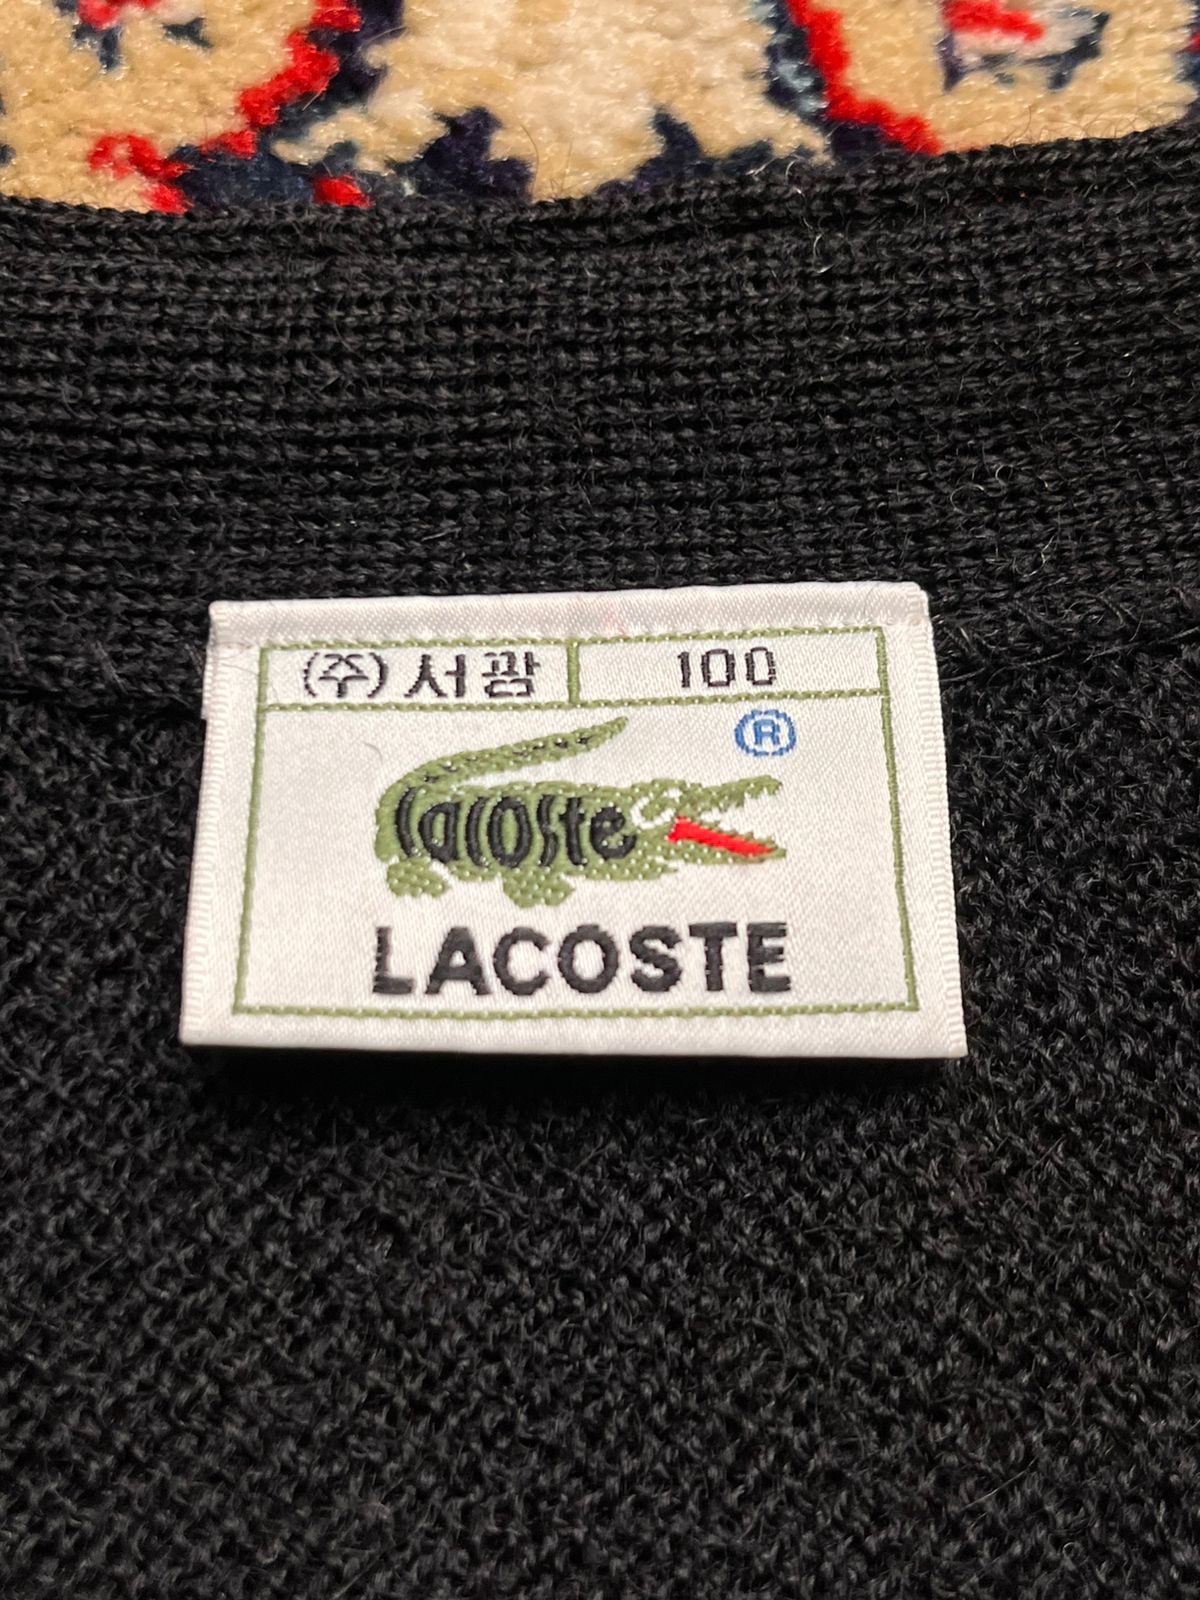 (주)서광 100
®
lacoste
LACOSTE